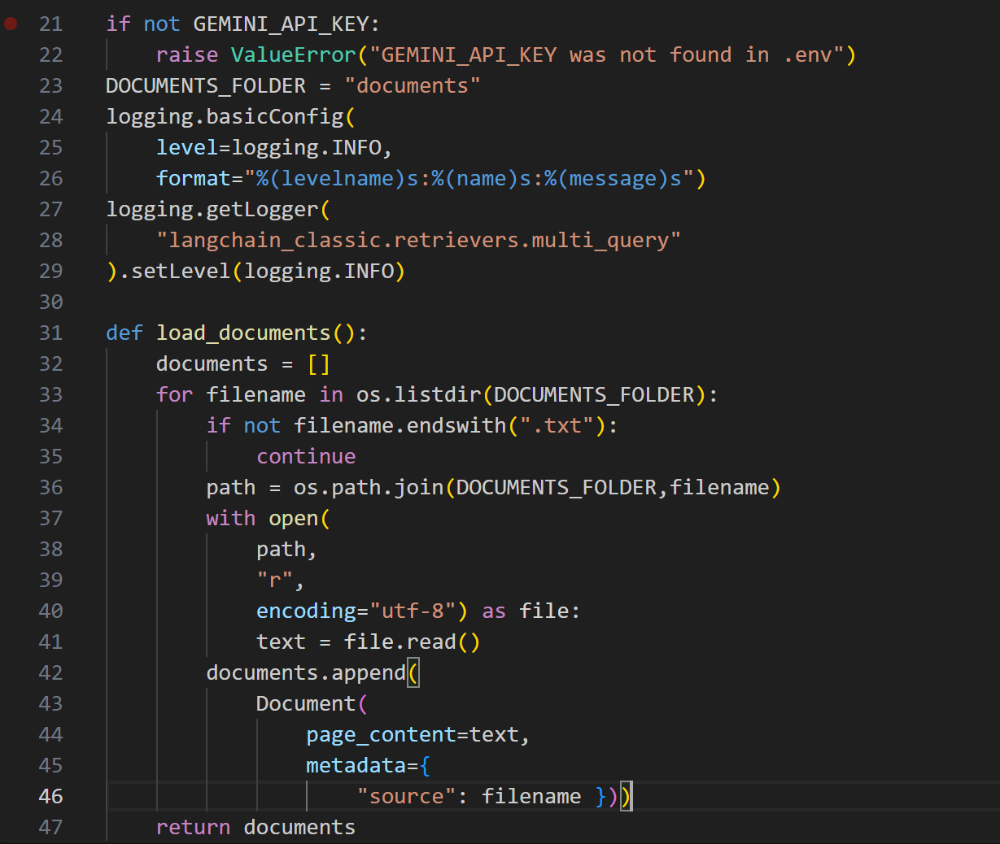 21 if not GEMINI_API_KEY:
22     raise ValueError("GEMINI_API_KEY was not found in .env")
23 DOCUMENTS_FOLDER = "documents"
24 logging.basicConfig(
25     level=logging.INFO,
26     format="%(levelname)s:%(name)s:%(message)s")
27 logging.getLogger(
28     "langchain_classic.retrievers.multi_query"
29 ).setLevel(logging.INFO)
30
31 def load_documents():
32     documents = []
33     for filename in os.listdir(DOCUMENTS_FOLDER):
34         if not filename.endswith(".txt"):
35             continue
36         path = os.path.join(DOCUMENTS_FOLDER,filename)
37         with open(
38             path,
39             "r",
40             encoding="utf-8") as file:
41             text = file.read()
42         documents.append(
43             Document(
44                 page_content=text,
45                 metadata={
46                     "source": filename }))
47     return documents